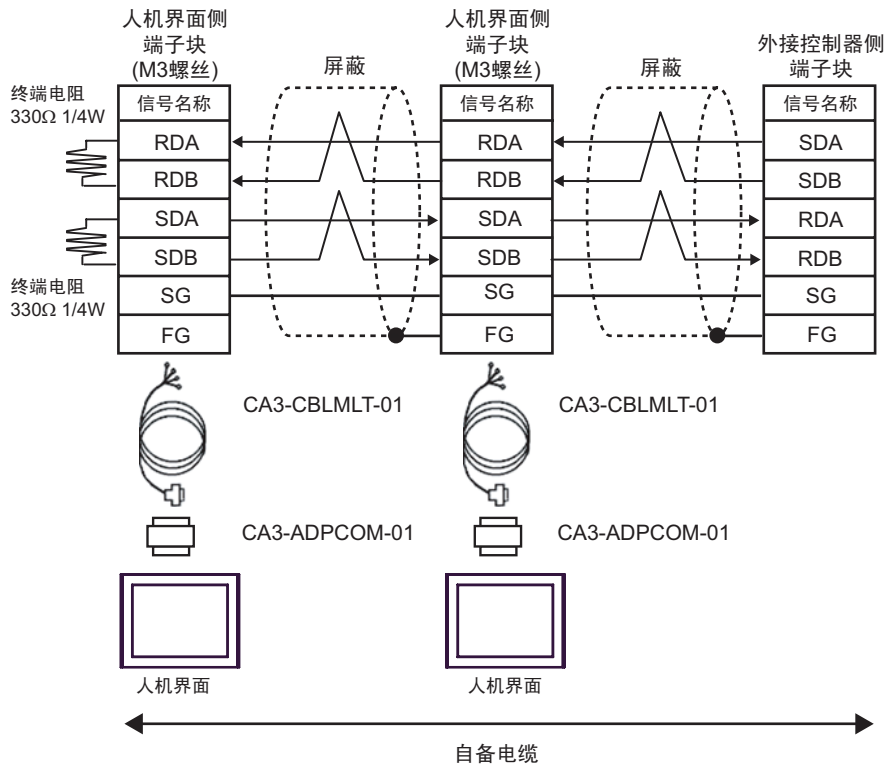 人机界面侧
端子块
(M3螺丝)
人机界面侧
端子块
(M3螺丝)
外接控制器侧
端子块
屏蔽
屏蔽
终端电阻
330Ω 1/4W
终端电阻
330Ω 1/4W
信号名称
RDA
RDB
SDA
SDB
SG
FG
信号名称
RDA
RDB
SDA
SDB
SG
FG
信号名称
SDA
SDB
RDA
RDB
SG
FG
CA3-CBLMLT-01
CA3-CBLMLT-01
CA3-ADPCOM-01
CA3-ADPCOM-01
人机界面
人机界面
自备电缆